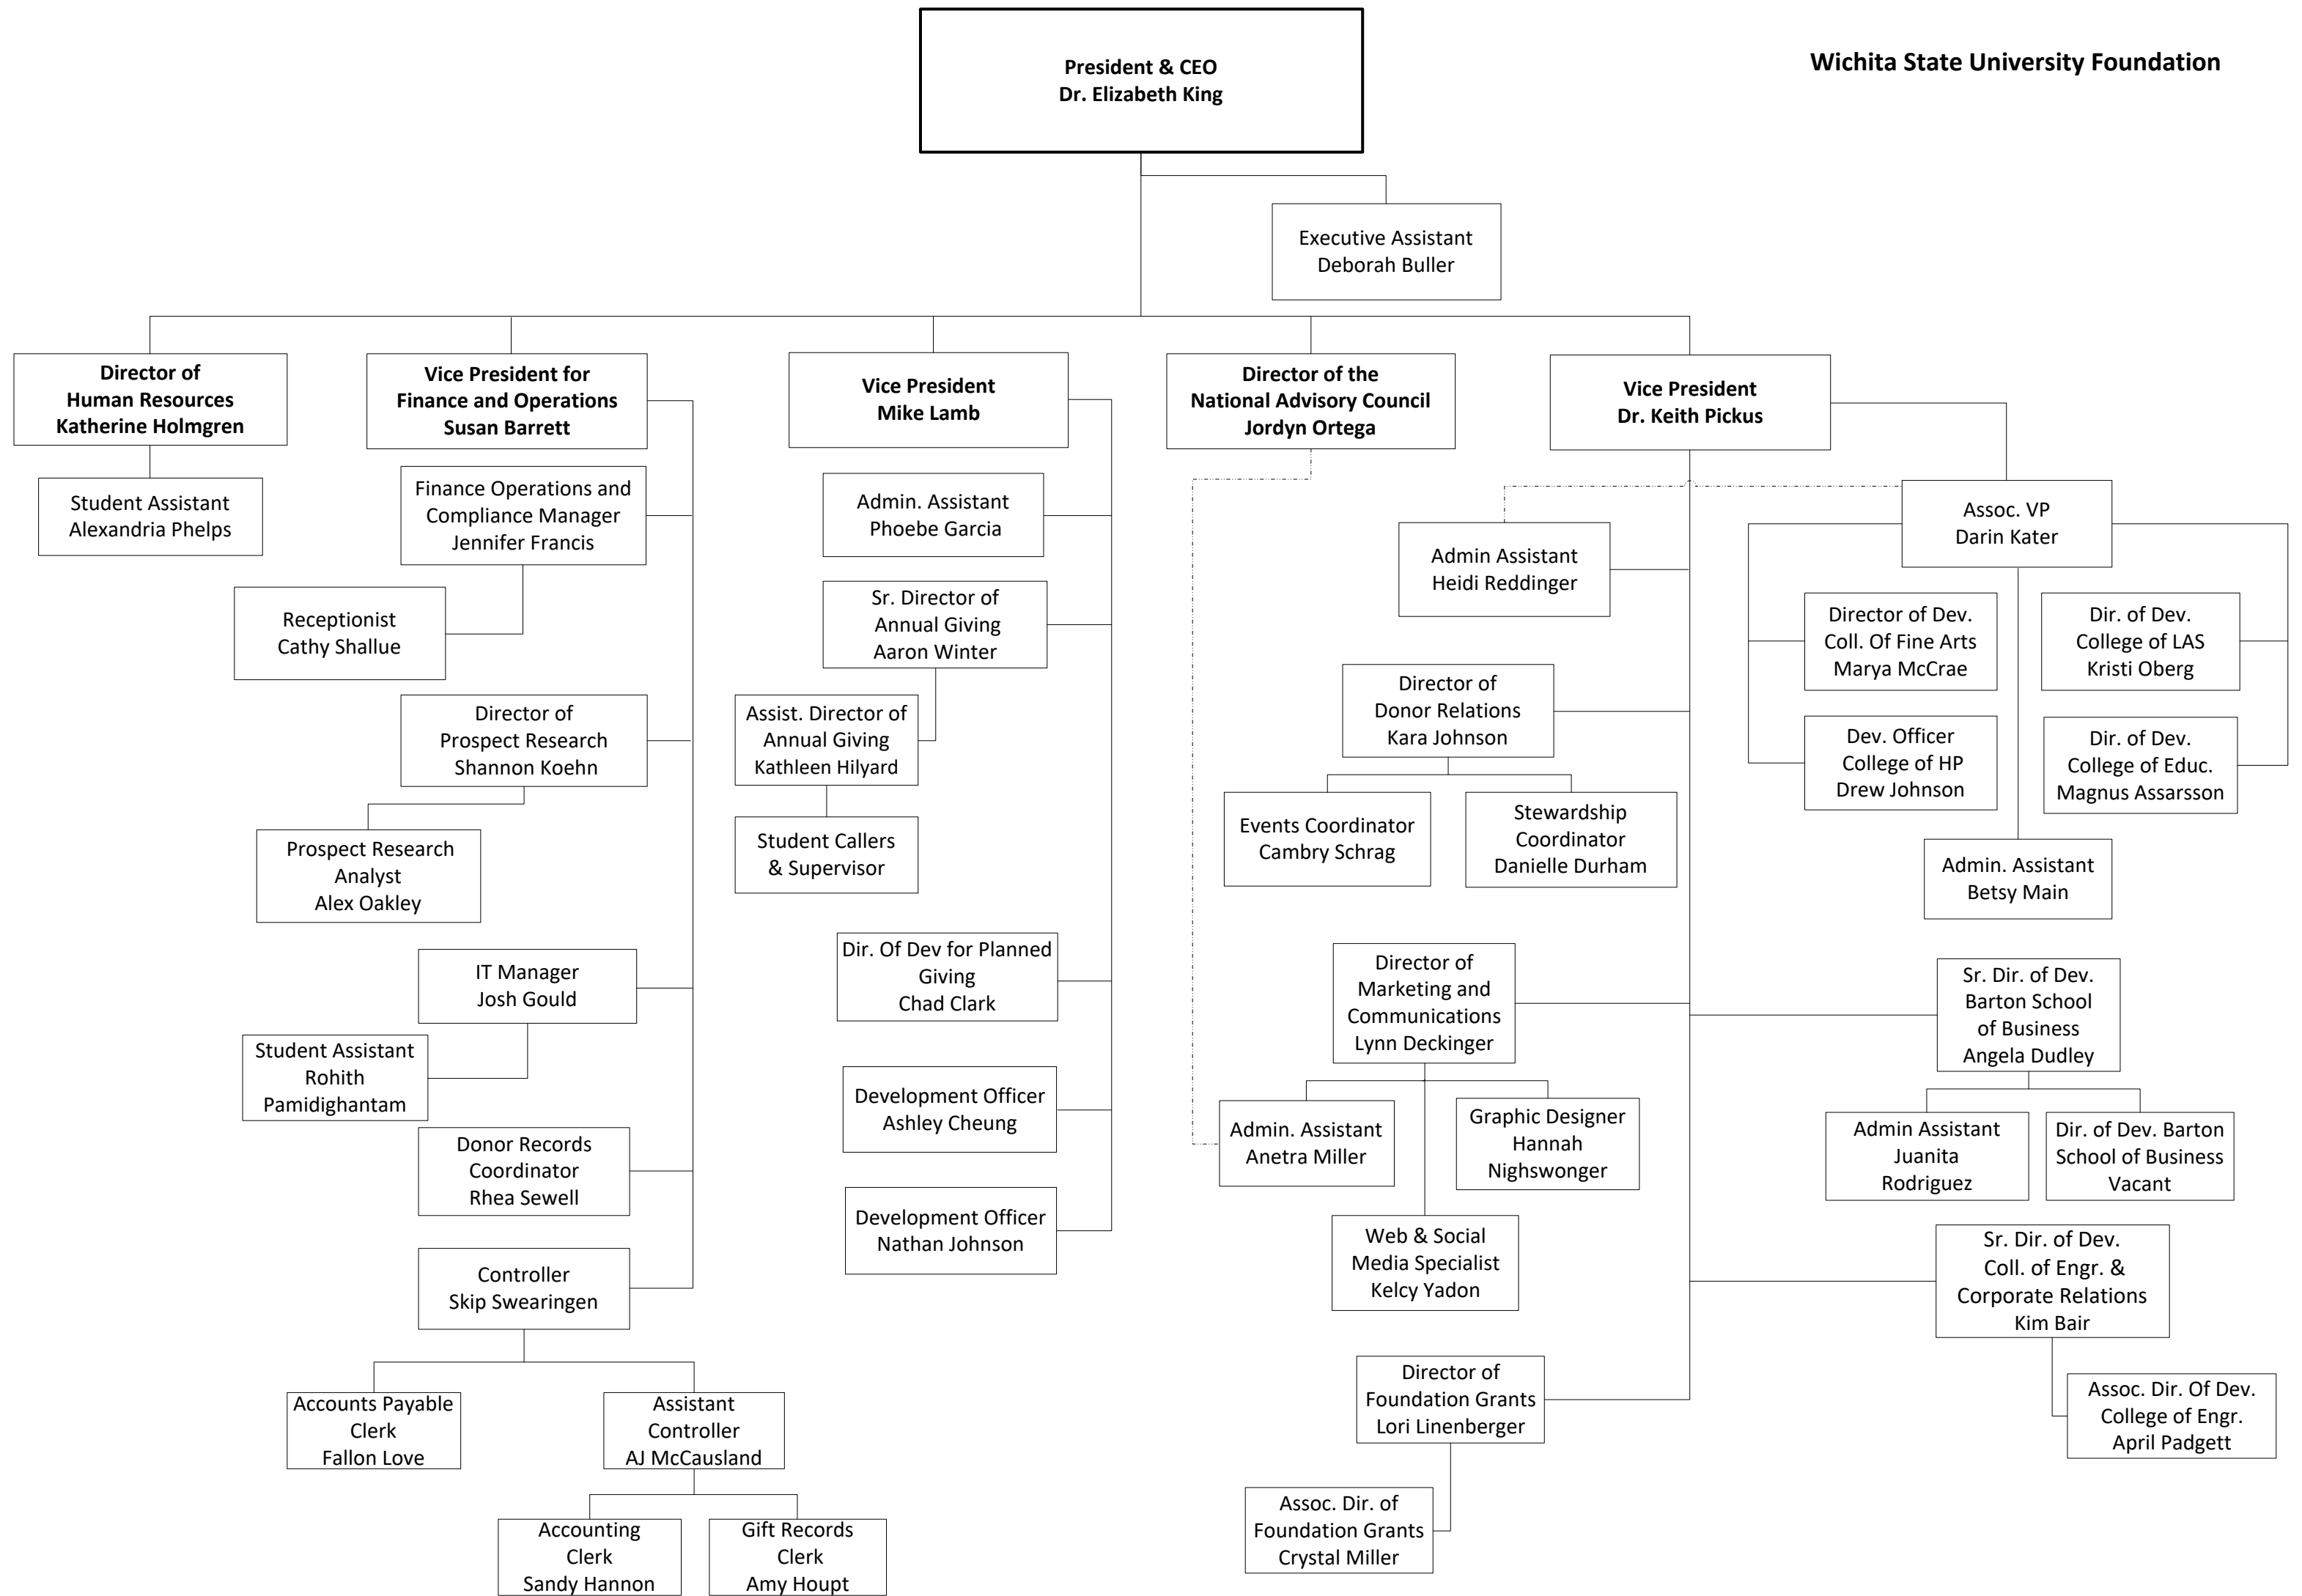 President & CEO
Dr. Elizabeth King
Wichita State University Foundation
Executive Assistant
Deborah Buller
Director of
Human Resources
Katherine Holmgren
Vice President for
Finance and Operations
Susan Barrett
Vice President
Mike Lamb
Director of the
National Advisory Council
Jordyn Ortega
Vice President
Dr. Keith Pickus
Student Assistant
Alexandria Phelps
Finance Operations and
Compliance Manager
Jennifer Francis
Receptionist
Cathy Shallue
Director of
Prospect Research
Shannon Koehn
Prospect Research
Analyst
Alex Oakley
IT Manager
Josh Gould
Student Assistant
Rohith
Pamidighantam
Donor Records
Coordinator
Rhea Sewell
Controller
Skip Swearingen
Accounts Payable
Clerk
Fallon Love
Assistant
Controller
AJ McCausland
Accounting
Clerk
Sandy Hannon
Gift Records
Clerk
Amy Houpt
Admin. Assistant
Phoebe Garcia
Sr. Director of
Annual Giving
Aaron Winter
Assist. Director of
Annual Giving
Kathleen Hilyard
Student Callers
& Supervisor
Dir. Of Dev for Planned
Giving
Chad Clark
Development Officer
Ashley Cheung
Development Officer
Nathan Johnson
Admin Assistant
Heidi Reddinger
Director of
Donor Relations
Kara Johnson
Events Coordinator
Cambry Schrag
Stewardship
Coordinator
Danielle Durham
Director of
Marketing and
Communications
Lynn Deckinger
Admin. Assistant
Anetra Miller
Graphic Designer
Hannah
Nighswonger
Web & Social
Media Specialist
Kelcy Yadon
Director of
Foundation Grants
Lori Linenberger
Assoc. Dir. of
Foundation Grants
Crystal Miller
Assoc. VP
Darin Kater
Director of Dev.
Coll. Of Fine Arts
Marya McCrae
Dir. of Dev.
College of LAS
Kristi Oberg
Dev. Officer
College of HP
Drew Johnson
Dir. of Dev.
College of Educ.
Magnus Assarsson
Admin. Assistant
Betsy Main
Sr. Dir. of Dev.
Barton School
of Business
Angela Dudley
Admin Assistant
Juanita
Rodriguez
Dir. of Dev. Barton
School of Business
Vacant
Sr. Dir. of Dev.
Coll. of Engr. &
Corporate Relations
Kim Bair
Assoc. Dir. Of Dev.
College of Engr.
April Padgett